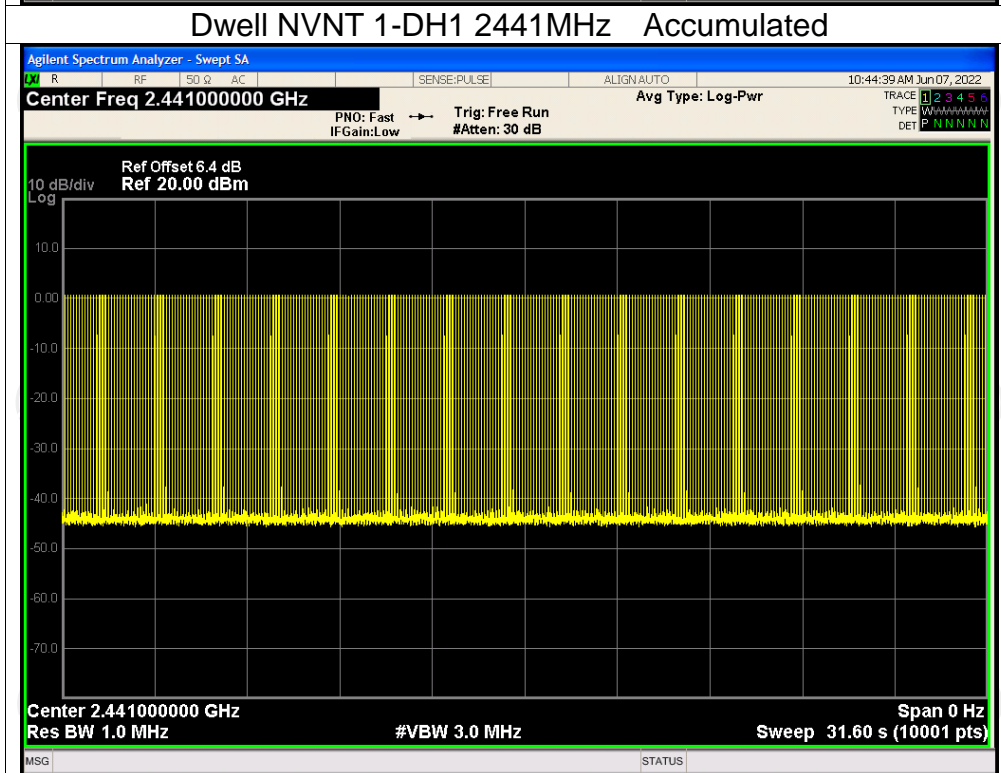 Dwell NVNT 1-DH1 2441MHz Accumulated
Agilent Spectrum Analyzer - Swept SA
LXI R RF 50 Ω AC SENSE:PULSE ALIGN AUTO 10:44:39 AM Jun 07, 2022
Center Freq 2.441000000 GHz Avg Type: Log-Pwr TRACE 1 2 3 4 5 6
PNO: Fast Trig: Free Run TYPE WWWWWW
IFGain:Low #Atten: 30 dB DET P N N N N N
Ref Offset 6.4 dB
10 dB/div Ref 20.00 dBm
Log
10.0
0.00
-10.0
-20.0
-30.0
-40.0
-50.0
-60.0
-70.0
Center 2.441000000 GHz Span 0 Hz
Res BW 1.0 MHz #VBW 3.0 MHz Sweep 31.60 s (10001 pts)
MSG STATUS